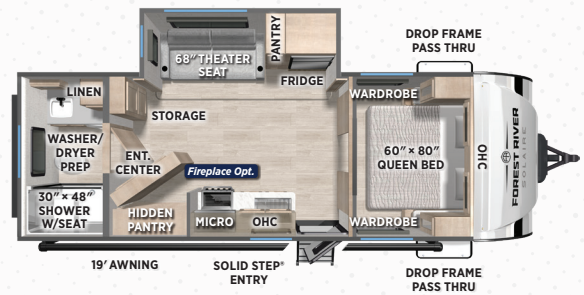 DROP FRAME
PASS THRU
PANTRY
68" THEATER
SEAT
FRIDGE
LINEN
STORAGE
WARDROBE
WASHER/
DRYER
PREP
ENT.
CENTER
Fireplace Opt.
60" × 80"
QUEEN BED
OHC
FOREST RIVER
SOLAIRE
30" × 48"
SHOWER
W/SEAT
HIDDEN
PANTRY
MICRO
OHC
WARDROBE
19' AWNING
SOLID STEP®
ENTRY
DROP FRAME
PASS THRU